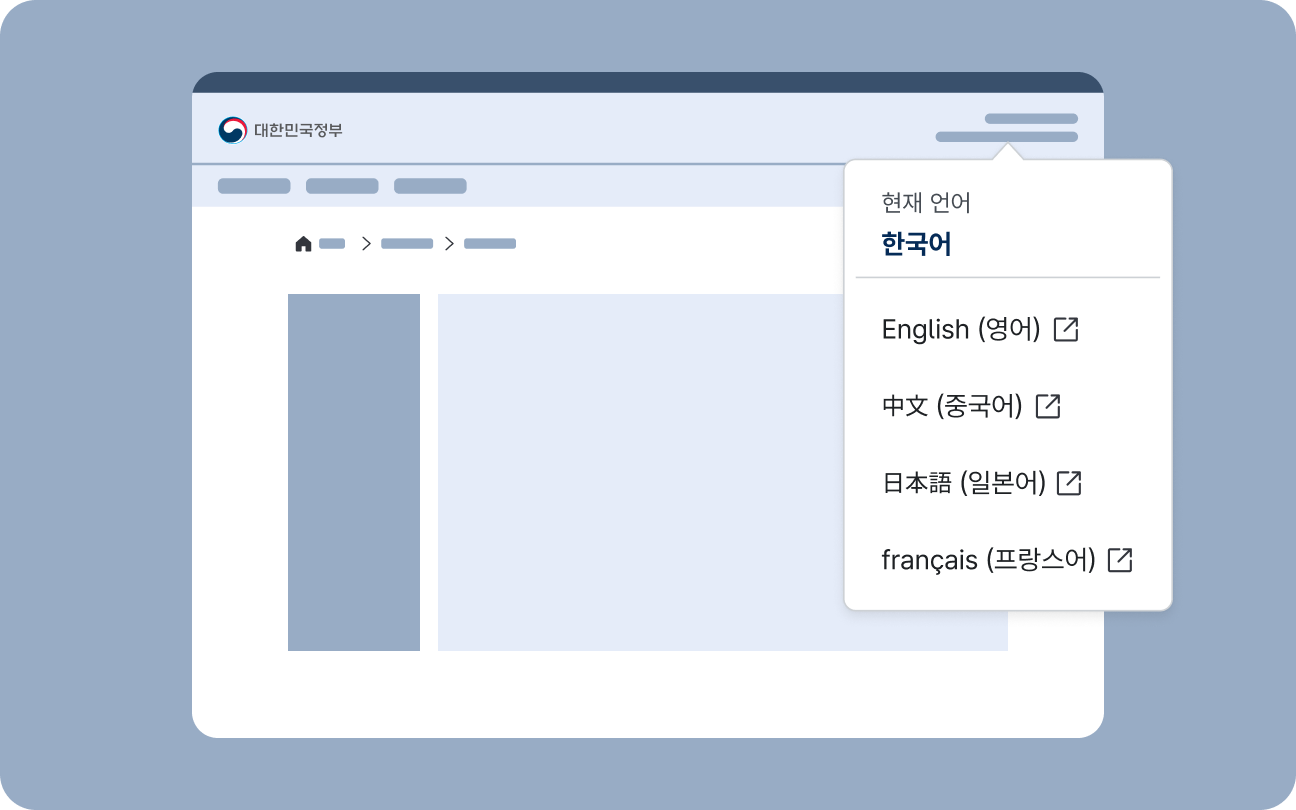 대한민국정부
현재 언어
한국어
English (영어)
中文 (중국어)
日本語 (일본어)
français (프랑스어)